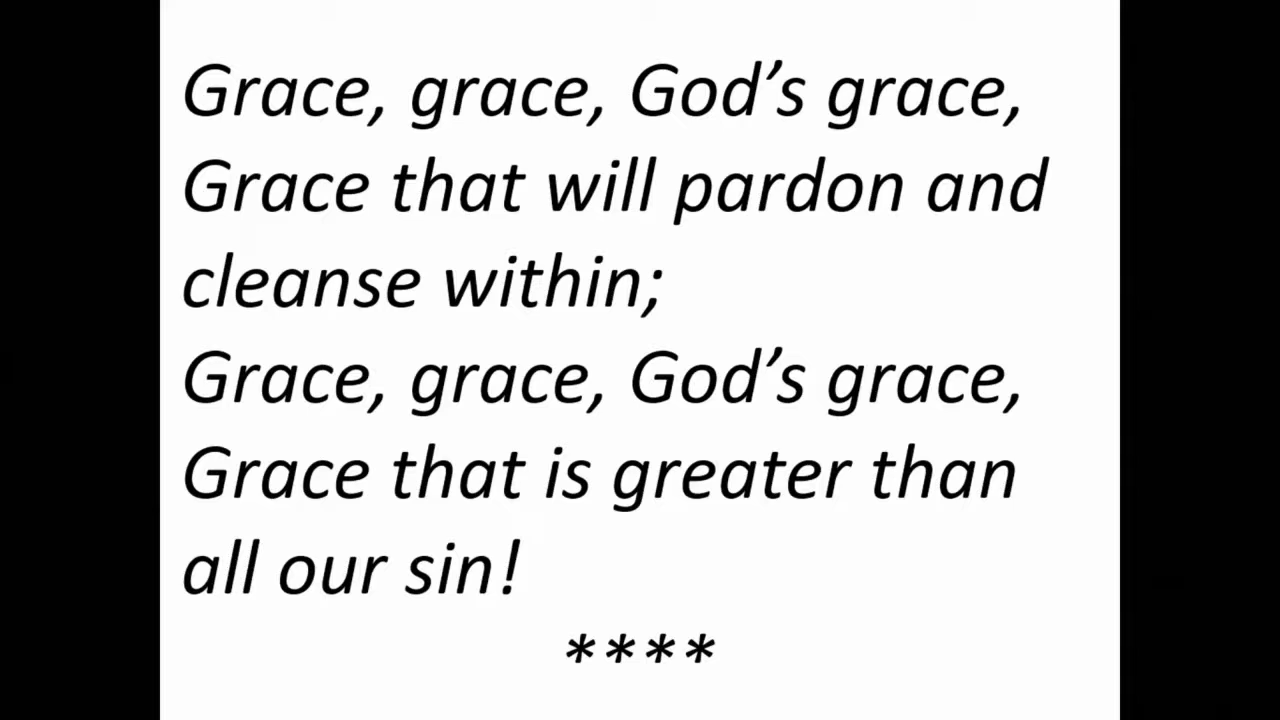 Grace, grace, God’s grace,
Grace that will pardon and
cleanse within;
Grace, grace, God’s grace,
Grace that is greater than
all our sin!
****